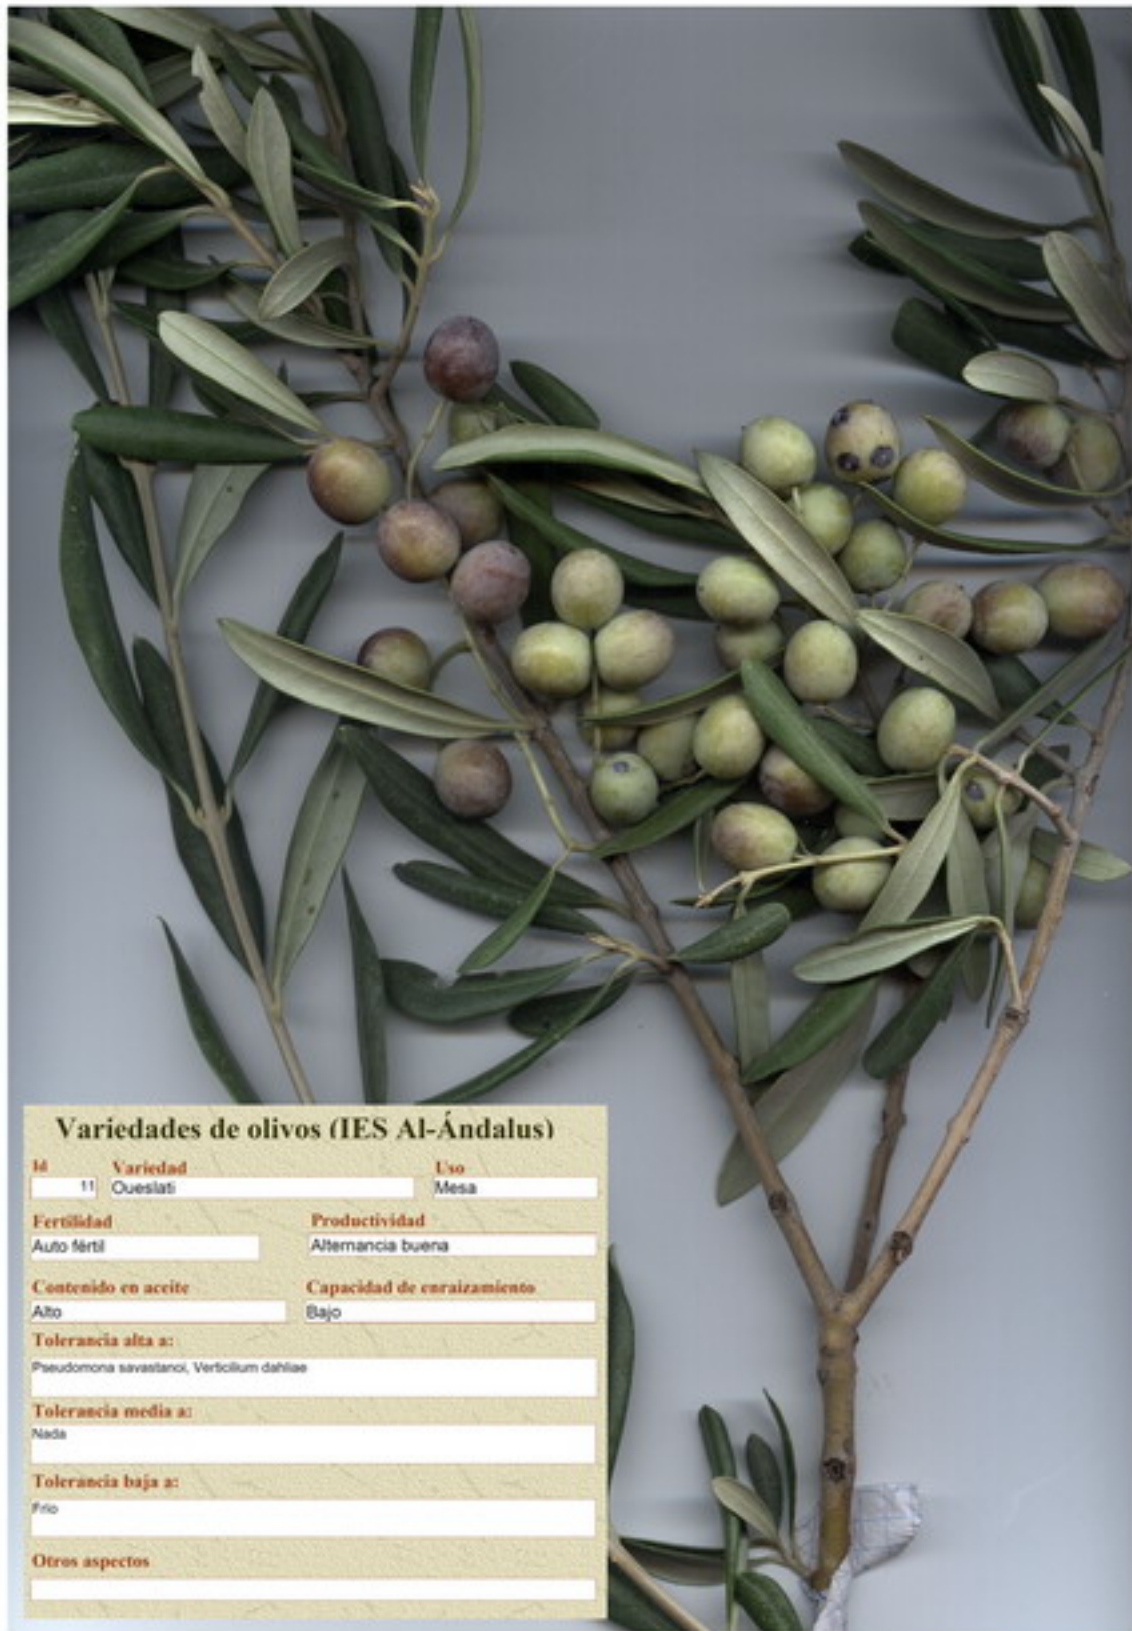 Variedades de olivos (IES Al-Ándalus)
Id Variedad Uso
11 Oueslati Mesa
Fertilidad Productividad
Auto fértil Alternancia buena
Contenido en aceite Capacidad de enraizamiento
Alto Bajo
Tolerancia alta a:
Pseudomona savastanoi, Verticilium dahliae
Tolerancia media a:
Nada
Tolerancia baja a:
Frio
Otros aspectos